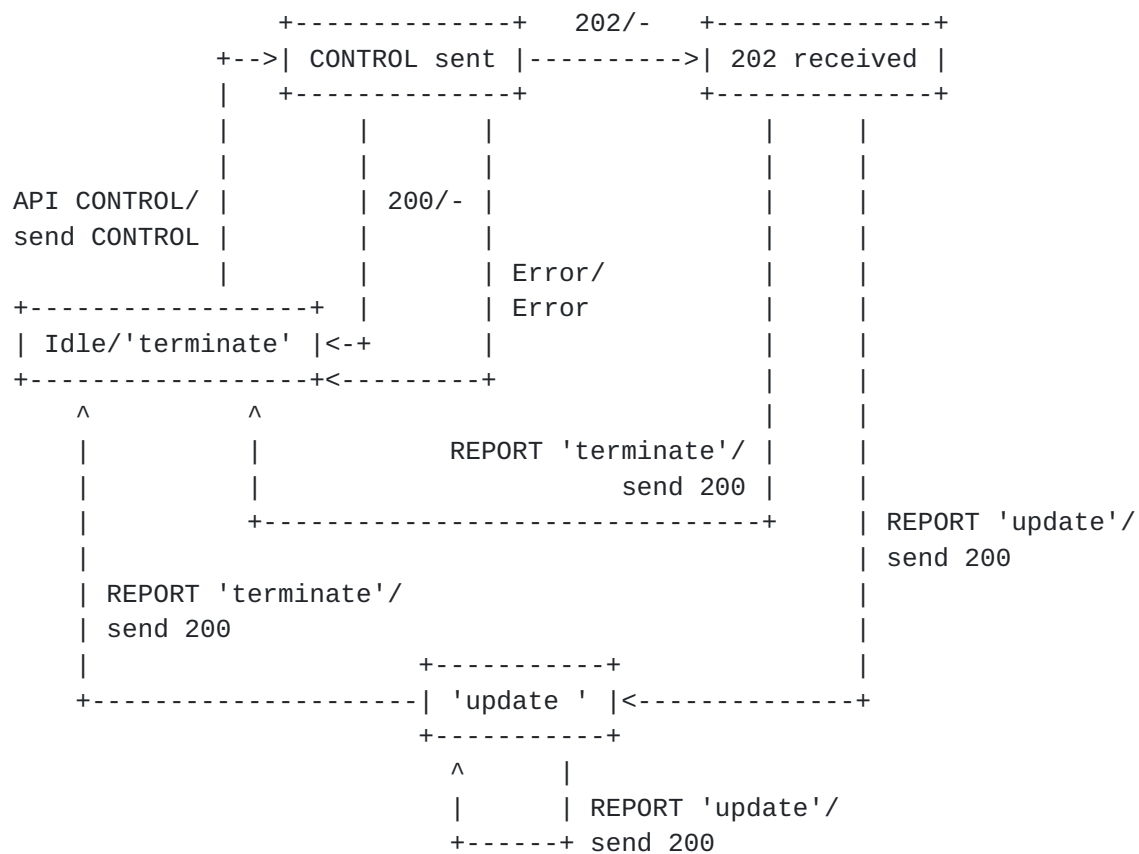 202/-
CONTROL sent
202 received
API CONTROL/
200/-
send CONTROL
Error/
Error
Idle/'terminate'
REPORT 'terminate'/
send 200
REPORT 'update'/
send 200
REPORT 'terminate'/
send 200
'update '
REPORT 'update'/
send 200